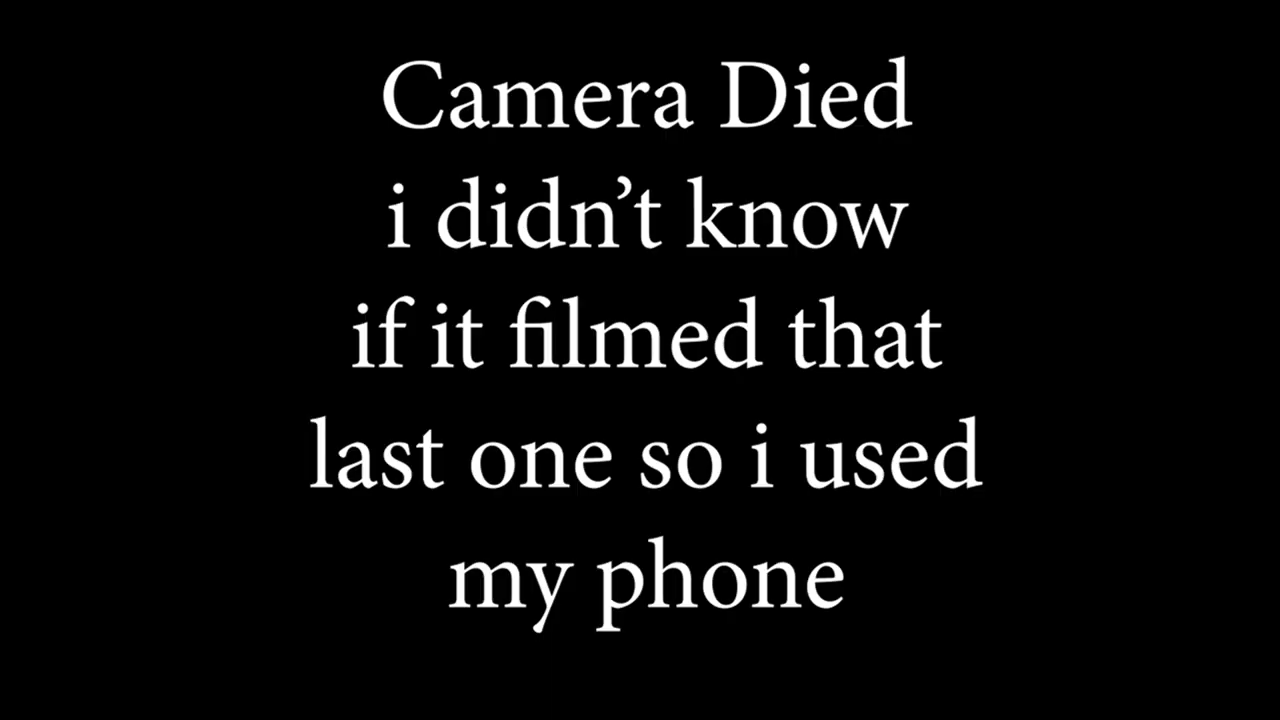 Camera Died
i didn’t know
if it filmed that
last one so i used
my phone